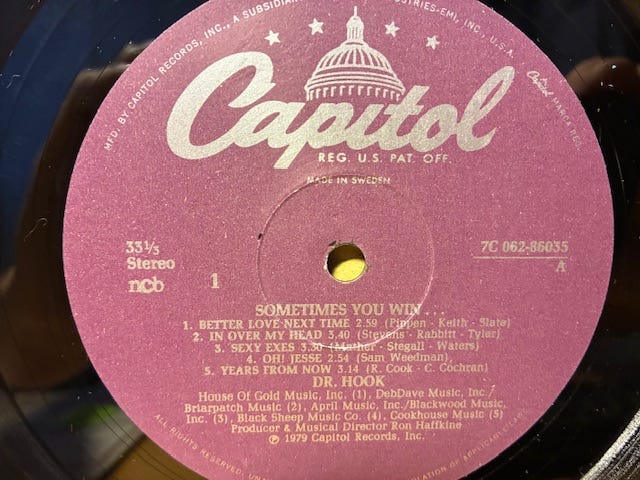 MFD. BY CAPITOL RECORDS, INC., A SUBSIDIAR INDUSTRIES-EMI, INC., U.S.A.
Capitol MARCA REG.
Capitol
REG. U.S. PAT. OFF.
MADE IN SWEDEN
33⅓
Stereo
ncb
1
7C 062-86035
A
SOMETIMES YOU WIN...
1. BETTER LOVE NEXT TIME 2.59 (Pippen - Keith - Slate)
2. IN OVER MY HEAD 3.40 (Stevens - Rabbitt - Tyler)
3. SEXY EXES 3.30 (Mather - Stegall - Waters)
4. OH! JESSE 2.54 (Sam Weedman),
5. YEARS FROM NOW 3.14 (R. Cook - C. Cochran)
DR. HOOK
House Of Gold Music, Inc. (1), DebDave Music, Inc./
Briarpatch Music (2), April Music, Inc./Blackwood Music,
Inc. (3), Black Sheep Music Co. (4), Cookhouse Music (5)
Producer & Musical Director Ron Haffkine
℗ 1979 Capitol Records, Inc.
ALL RIGHTS RESERVED. OF APPLICABLE